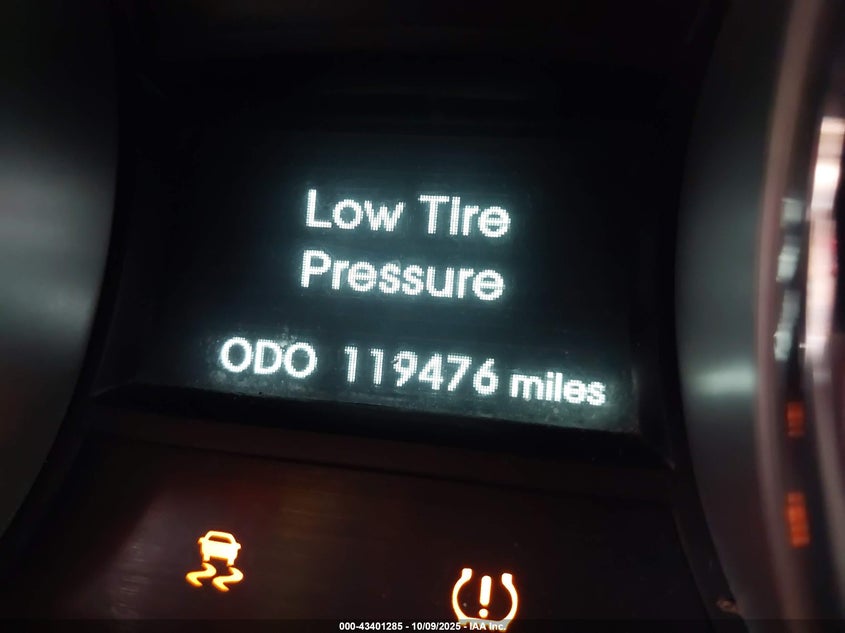 Low Tire
Pressure
ODO 119476 miles
000-43401285 - 10/09/2025 - IAA Inc.